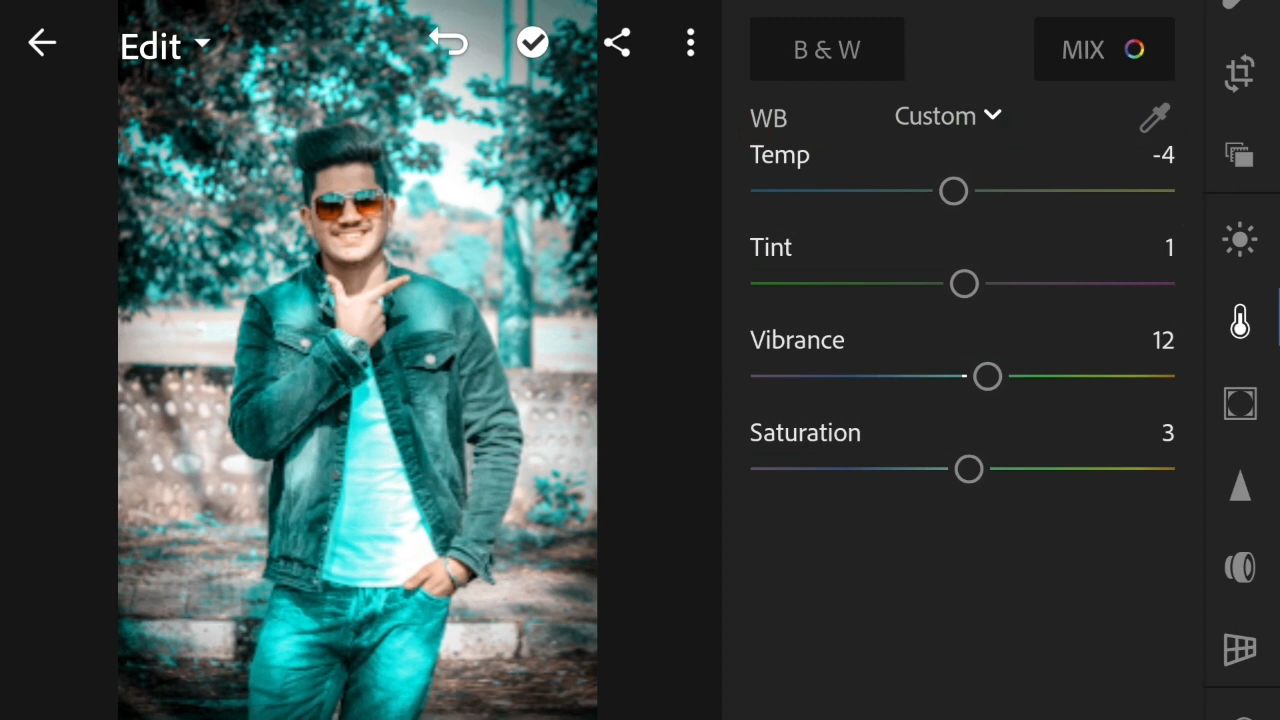 Edit
B & W
MIX
WB
Custom
Temp
-4
Tint
1
Vibrance
12
Saturation
3